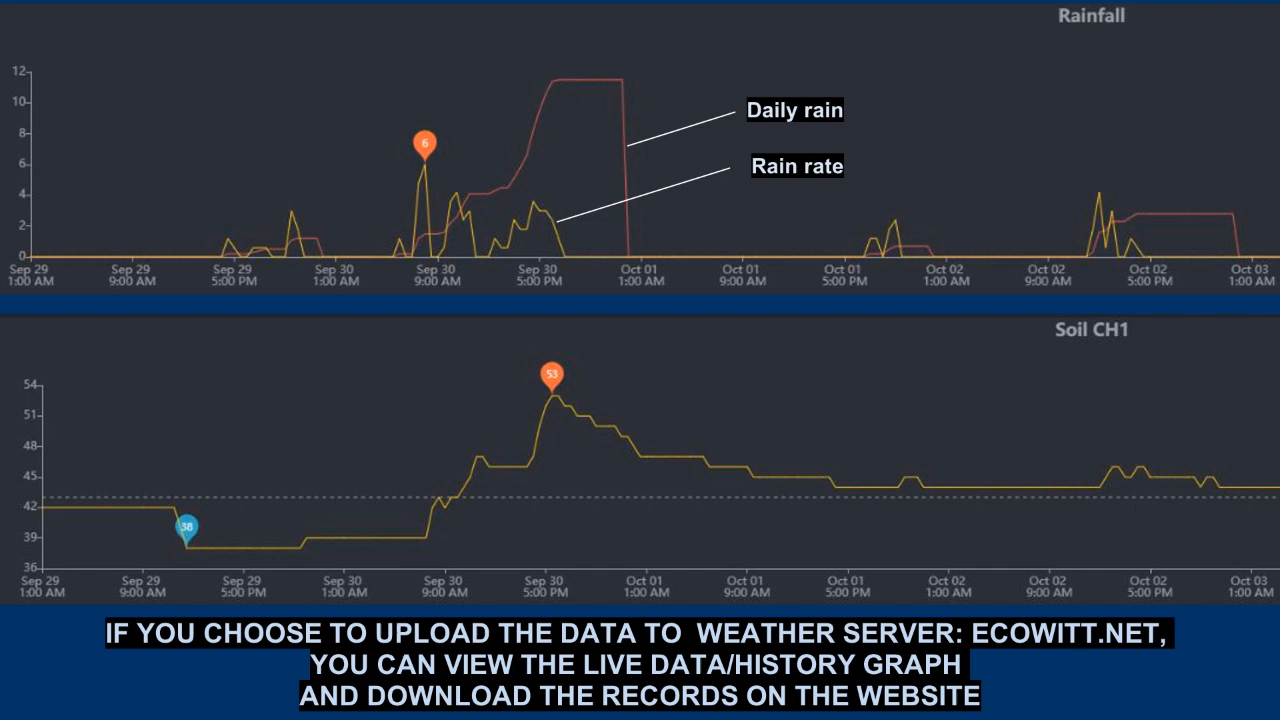 Rainfall
12
10
8
6
4
2
0
6
Daily rain
Rain rate
Sep 29 Sep 29 Sep 29 Sep 30 Sep 30 Sep 30 Oct 01 Oct 01 Oct 01 Oct 02 Oct 02 Oct 02 Oct 03
1:00 AM 9:00 AM 5:00 PM 1:00 AM 9:00 AM 5:00 PM 1:00 AM 9:00 AM 5:00 PM 1:00 AM 9:00 AM 5:00 PM 1:00 AM
Soil CH1
54
51
48
45
42
39
36
53
38
Sep 29 Sep 29 Sep 29 Sep 30 Sep 30 Sep 30 Oct 01 Oct 01 Oct 01 Oct 02 Oct 02 Oct 02 Oct 03
1:00 AM 9:00 AM 5:00 PM 1:00 AM 9:00 AM 5:00 PM 1:00 AM 9:00 AM 5:00 PM 1:00 AM 9:00 AM 5:00 PM 1:00 AM
IF YOU CHOOSE TO UPLOAD THE DATA TO WEATHER SERVER: ECOWITT.NET,
YOU CAN VIEW THE LIVE DATA/HISTORY GRAPH
AND DOWNLOAD THE RECORDS ON THE WEBSITE